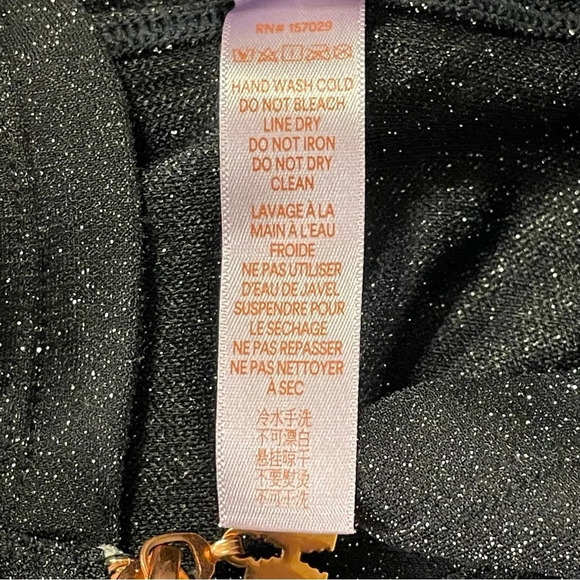 RN# 157029
HAND WASH COLD
DO NOT BLEACH
LINE DRY
DO NOT IRON
DO NOT DRY
CLEAN
LAVAGE À LA
MAIN À L'EAU
FROIDE
NE PAS UTILISER
D'EAU DE JAVEL
SUSPENDRE POUR
LE SECHAGE
NE PAS REPASSER
NE PAS NETTOYER
À SEC
冷水手洗
不可漂白
悬挂晾干
不要熨烫
不可干洗